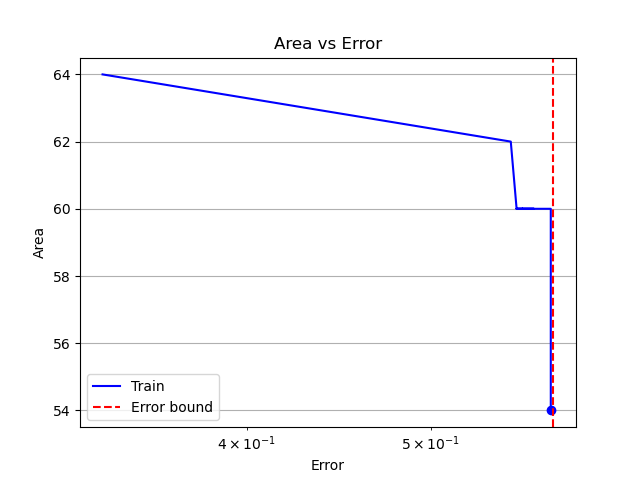 Area vs Error
64
62
60
58
56
54
Area
Train
Error bound
4 × 10⁻¹
5 × 10⁻¹
Error